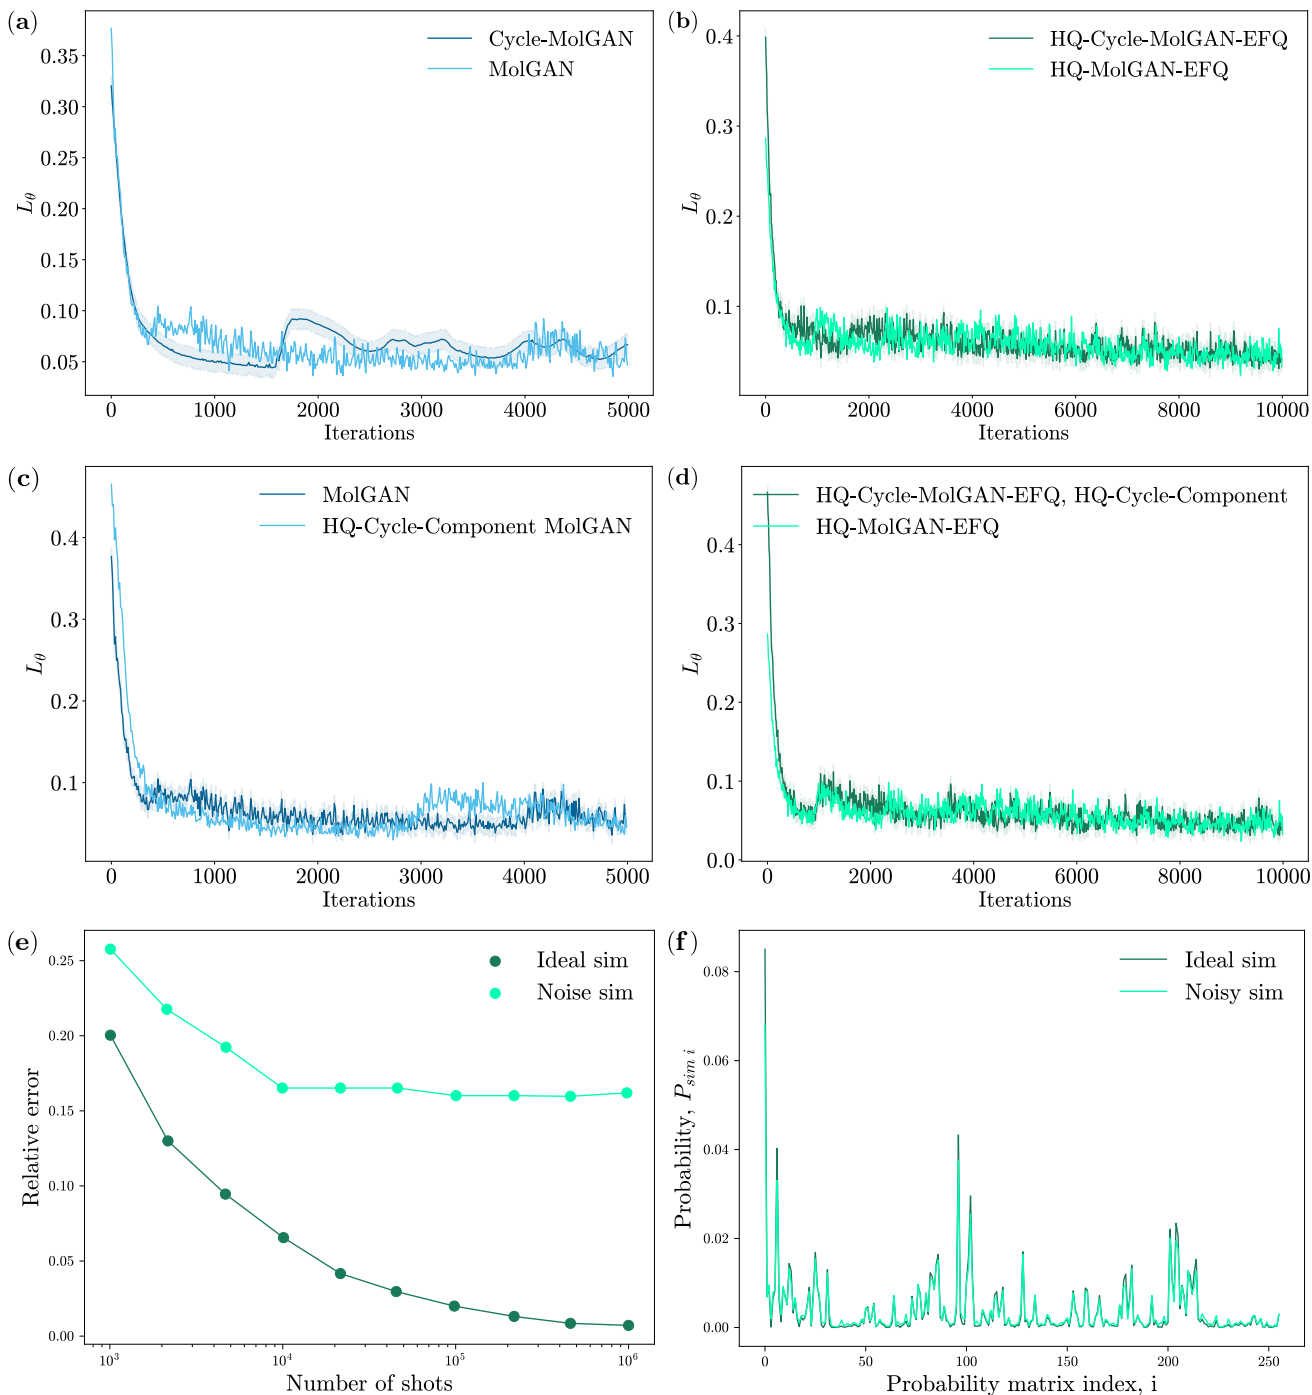 (a)
Cycle-MolGAN
MolGAN
0.35
0.30
0.25
0.20
0.15
0.10
0.05
L_θ
0 1000 2000 3000 4000 5000
Iterations
(b)
HQ-Cycle-MolGAN-EFQ
HQ-MolGAN-EFQ
0.4
0.3
0.2
0.1
L_θ
0 2000 4000 6000 8000 10000
Iterations
(c)
MolGAN
HQ-Cycle-Component MolGAN
0.4
0.3
0.2
0.1
L_θ
0 1000 2000 3000 4000 5000
Iterations
(d)
HQ-Cycle-MolGAN-EFQ, HQ-Cycle-Component
HQ-MolGAN-EFQ
0.4
0.3
0.2
0.1
0.0
L_θ
0 2000 4000 6000 8000 10000
Iterations
(e)
Ideal sim
Noise sim
0.25
0.20
0.15
0.10
0.05
0.00
Relative error
10³ 10⁴ 10⁵ 10⁶
Number of shots
(f)
Ideal sim
Noisy sim
0.08
0.06
0.04
0.02
0.00
Probability, P_{sim i}
0 50 100 150 200 250
Probability matrix index, i